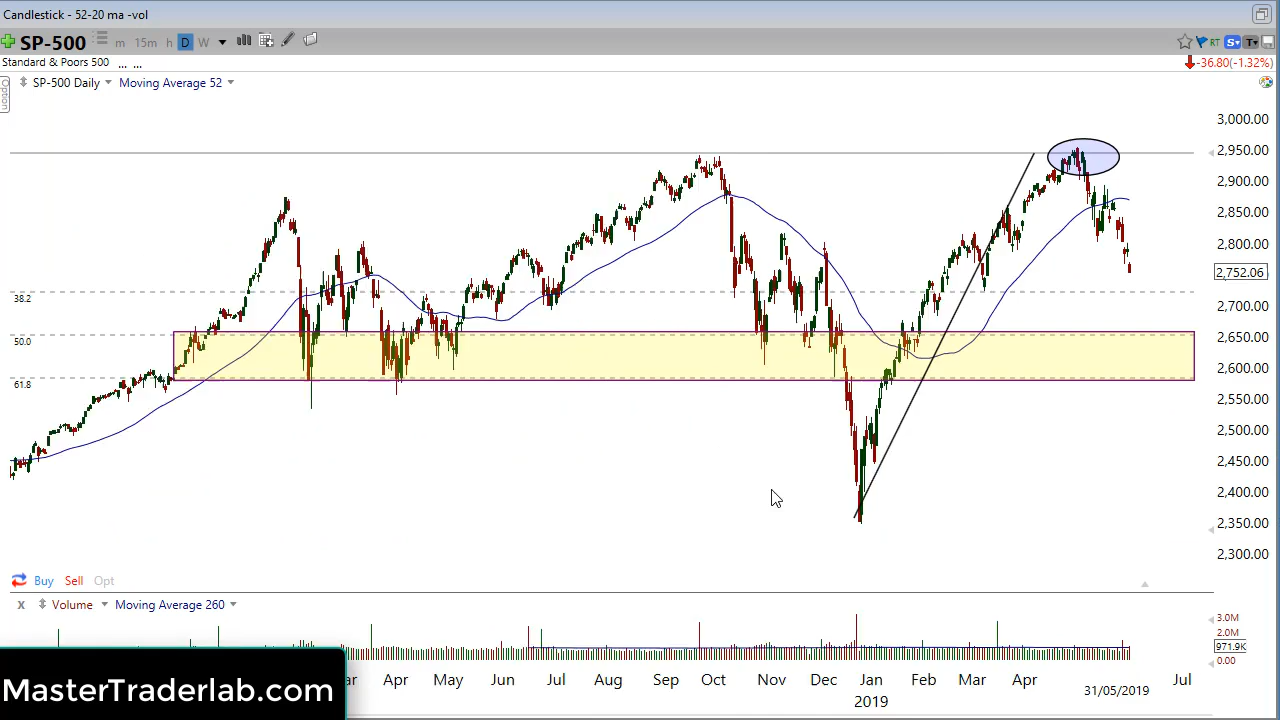 Candlestick - 52-20 ma -vol
SP-500 m 15m h D W RT S T
Standard & Poors 500 ... ... -36.80(-1.32%)
Option
SP-500 Daily Moving Average 52
3,000.00
2,950.00
2,900.00
2,850.00
2,800.00
2,752.06
2,700.00
2,650.00
2,600.00
2,550.00
2,500.00
2,450.00
2,400.00
2,350.00
2,300.00
38.2
50.0
61.8
Buy Sell Opt
x Volume Moving Average 260
3.0M
2.0M
971.9K
0.00
Apr May Jun Jul Aug Sep Oct Nov Dec Jan Feb Mar Apr 31/05/2019 Jul
2019
MasterTraderlab.com